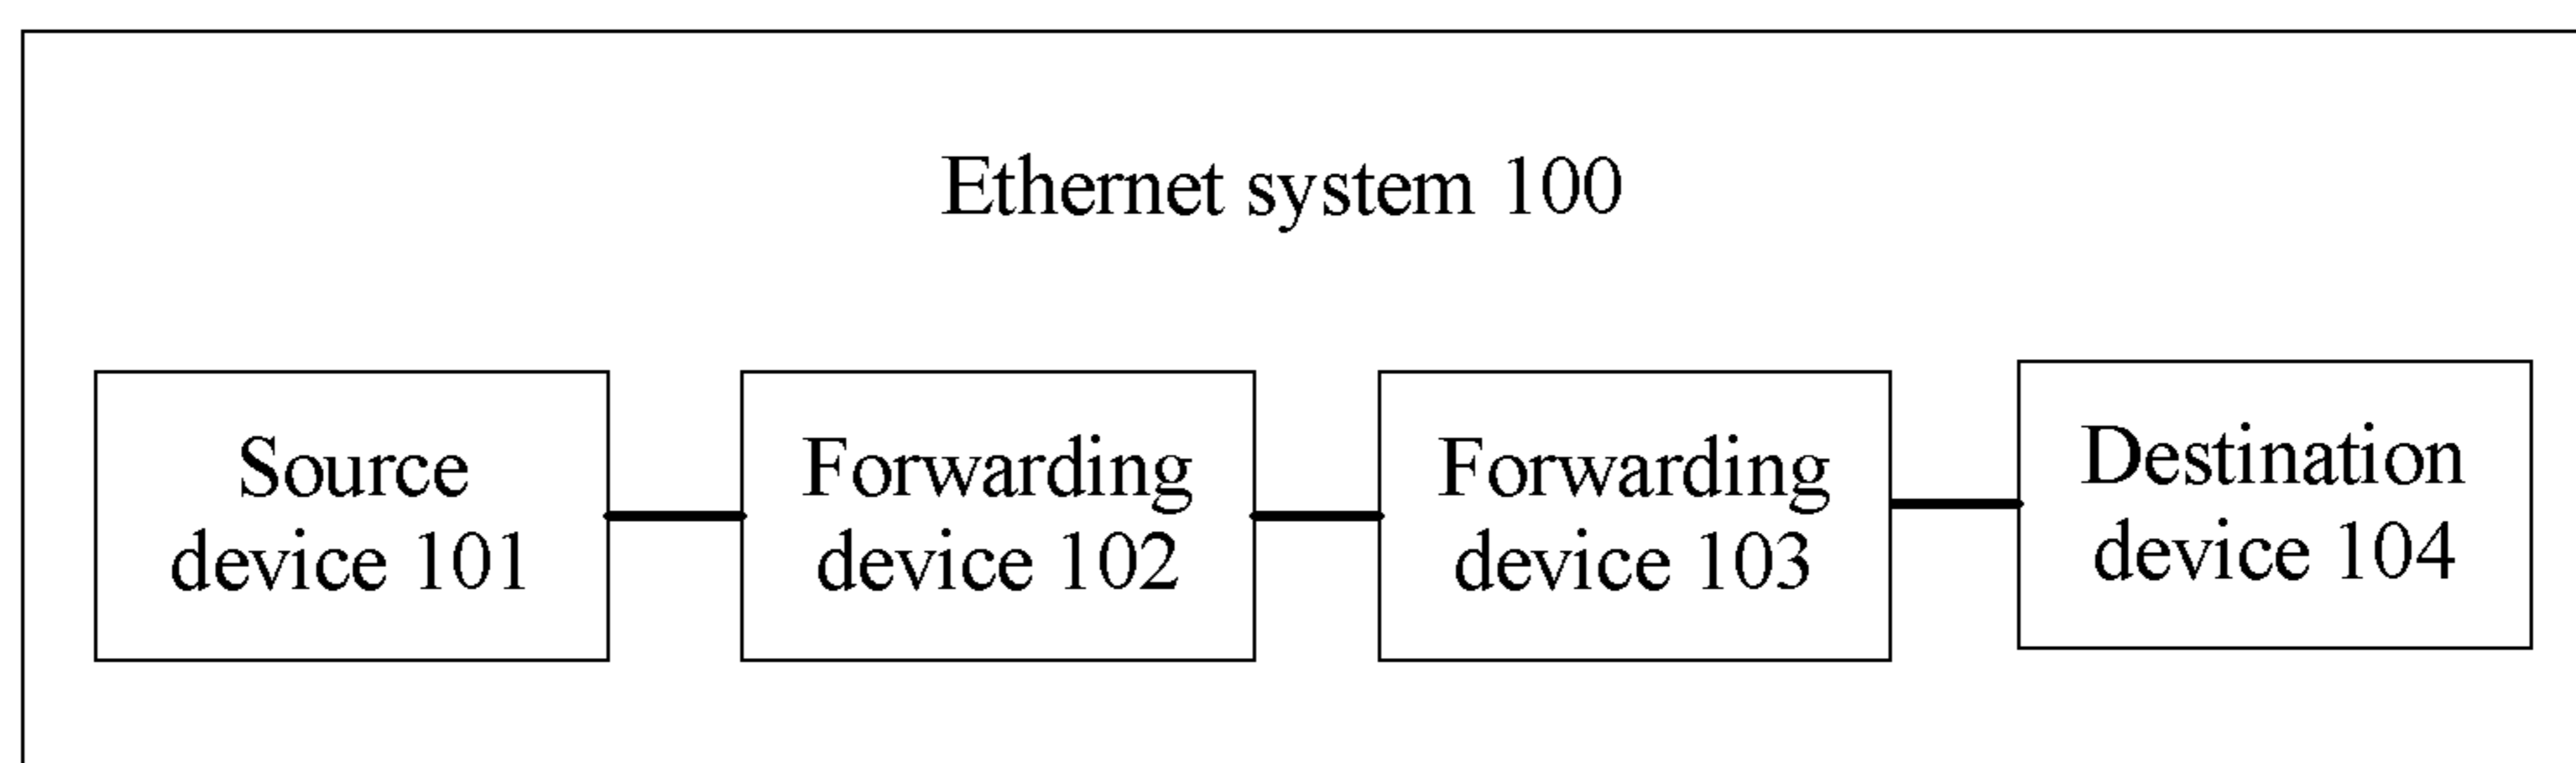 Ethernet system 100
Source
device 101
Forwarding
device 102
Forwarding
device 103
Destination
device 104